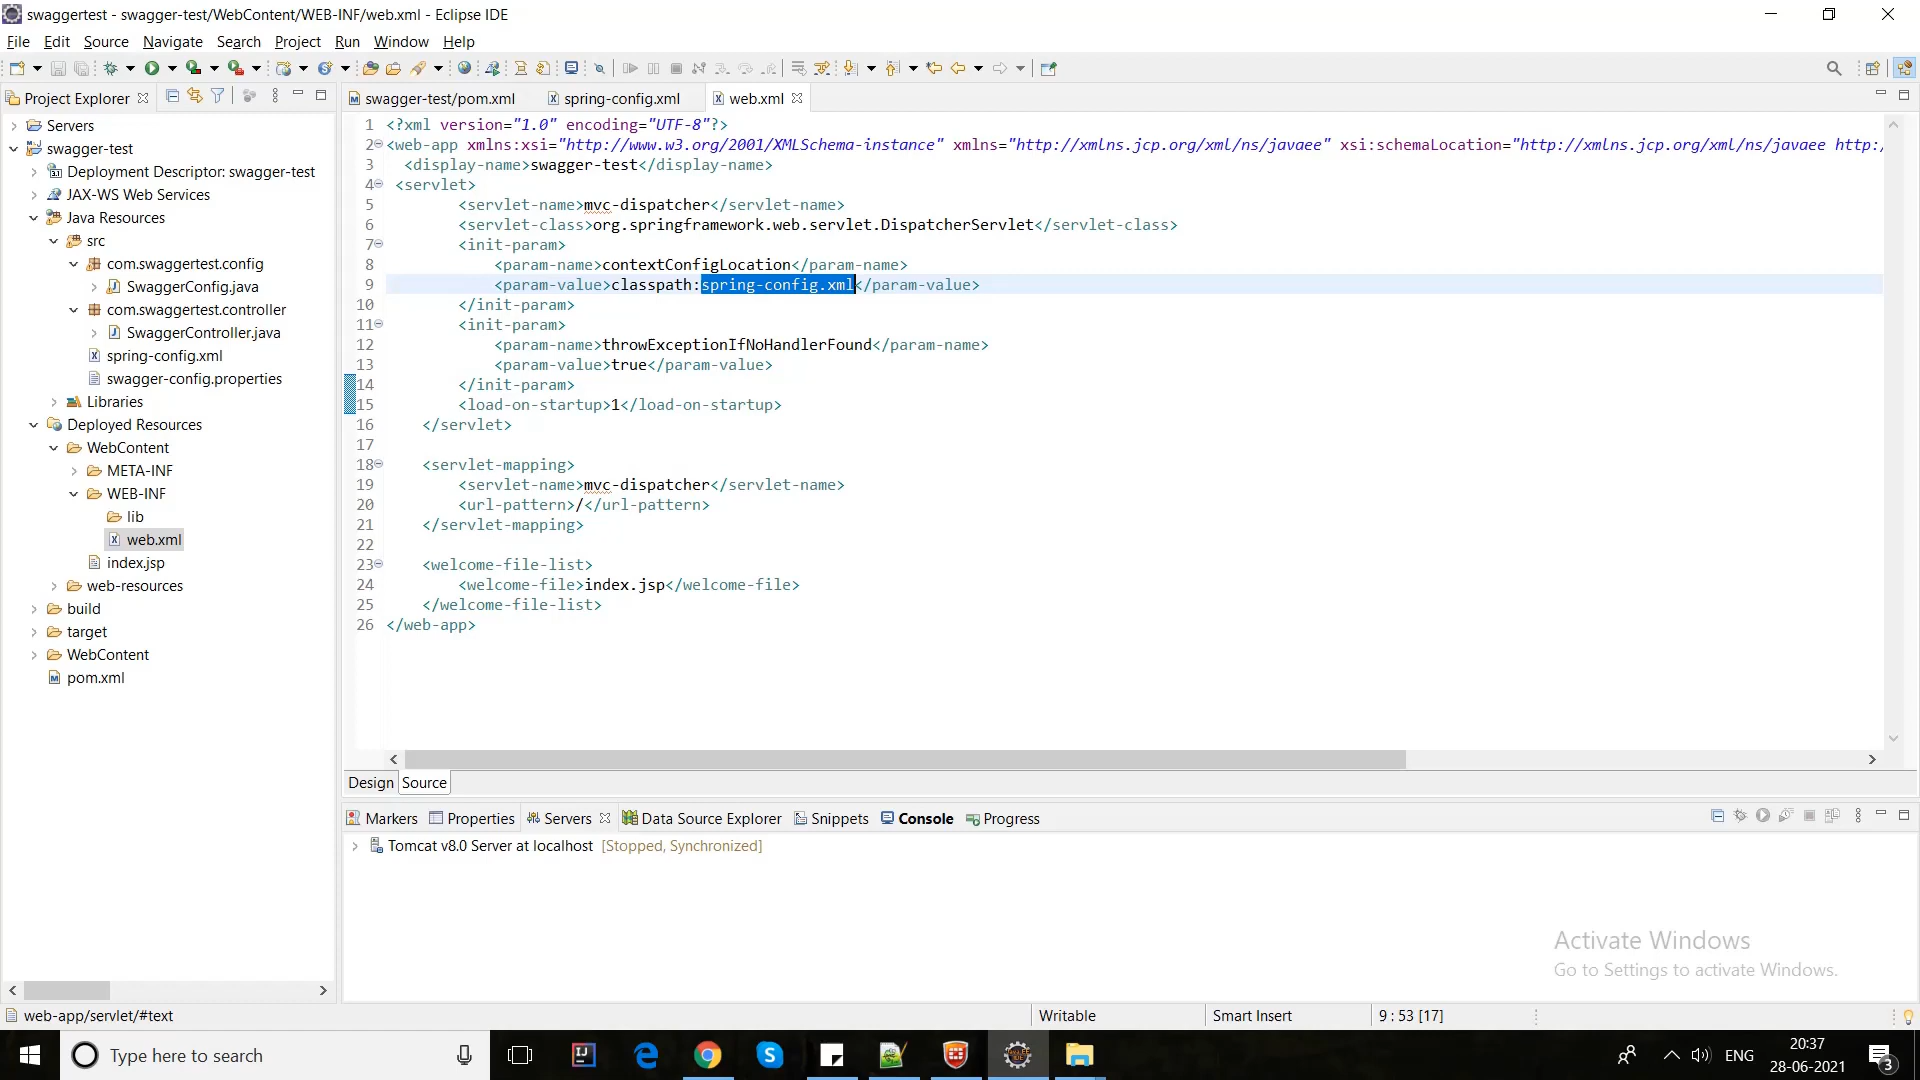 swaggertest - swagger-test/WebContent/WEB-INF/web.xml - Eclipse IDE
File Edit Source Navigate Search Project Run Window Help
Project Explorer
swagger-test/pom.xml spring-config.xml web.xml
Servers
swagger-test
Deployment Descriptor: swagger-test
JAX-WS Web Services
Java Resources
src
com.swaggertest.config
SwaggerConfig.java
com.swaggertest.controller
SwaggerController.java
spring-config.xml
swagger-config.properties
Libraries
Deployed Resources
WebContent
META-INF
WEB-INF
lib
web.xml
index.jsp
web-resources
build
target
WebContent
pom.xml
1 <?xml version="1.0" encoding="UTF-8"?>
2 <web-app xmlns:xsi="http://www.w3.org/2001/XMLSchema-instance" xmlns="http://xmlns.jcp.org/xml/ns/javaee" xsi:schemaLocation="http://xmlns.jcp.org/xml/ns/javaee http:/
3 <display-name>swagger-test</display-name>
4 <servlet>
5 <servlet-name>mvc-dispatcher</servlet-name>
6 <servlet-class>org.springframework.web.servlet.DispatcherServlet</servlet-class>
7 <init-param>
8 <param-name>contextConfigLocation</param-name>
9 <param-value>classpath:spring-config.xml</param-value>
10 </init-param>
11 <init-param>
12 <param-name>throwExceptionIfNoHandlerFound</param-name>
13 <param-value>true</param-value>
14 </init-param>
15 <load-on-startup>1</load-on-startup>
16 </servlet>
17
18 <servlet-mapping>
19 <servlet-name>mvc-dispatcher</servlet-name>
20 <url-pattern>/</url-pattern>
21 </servlet-mapping>
22
23 <welcome-file-list>
24 <welcome-file>index.jsp</welcome-file>
25 </welcome-file-list>
26 </web-app>
Design Source
Markers Properties Servers Data Source Explorer Snippets Console Progress
Tomcat v8.0 Server at localhost [Stopped, Synchronized]
Activate Windows
Go to Settings to activate Windows.
web-app/servlet/#text Writable Smart Insert 9 : 53 [17]
Type here to search
ENG
20:37
28-06-2021
3